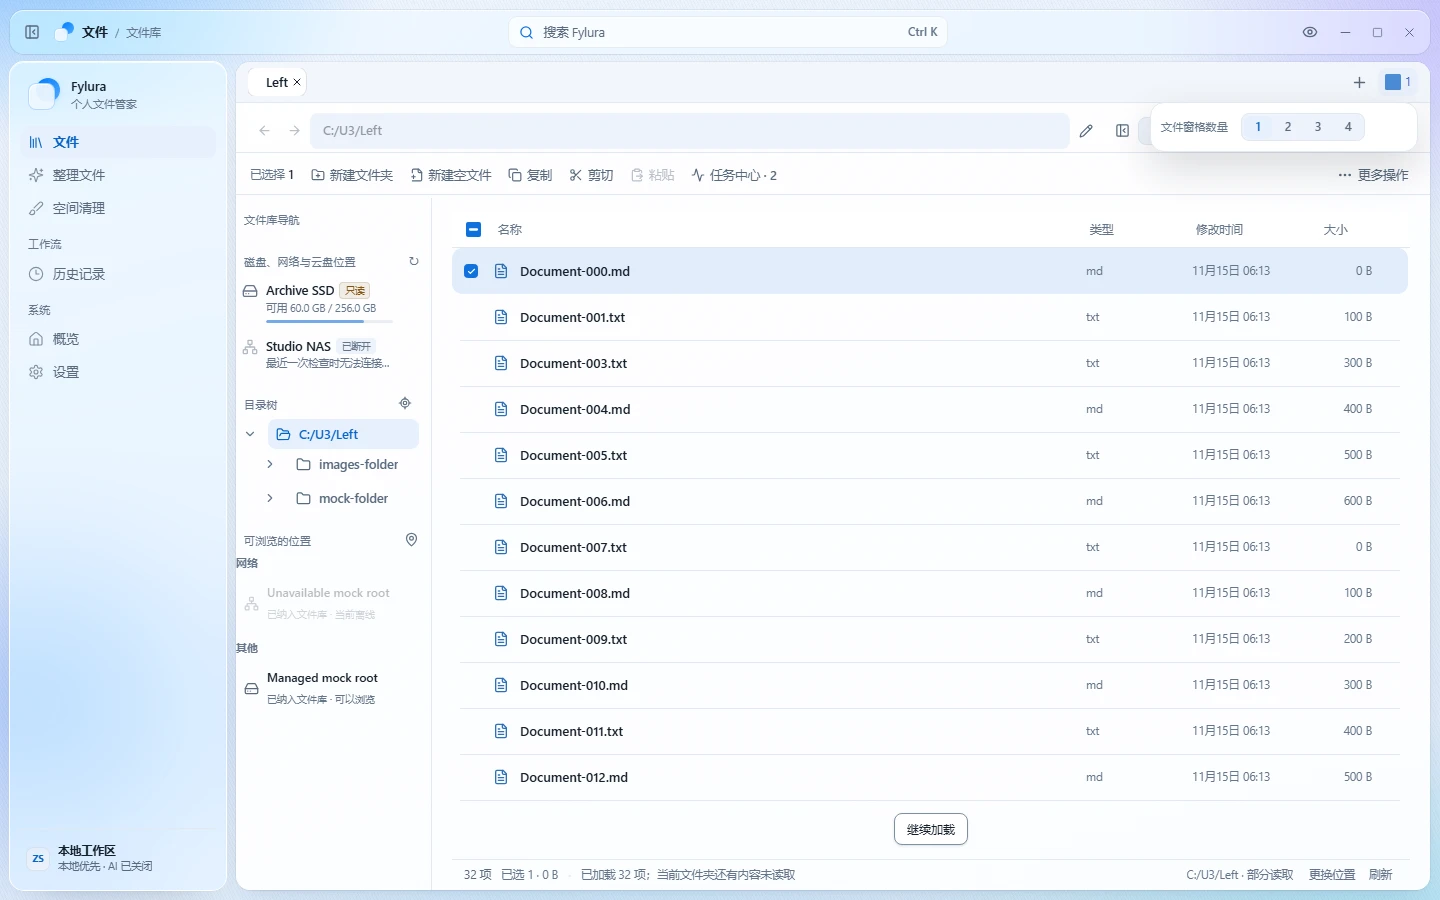 文件 / 文件库
搜索 Fylura Ctrl K
Fylura
个人文件管家
文件
整理文件
空间清理
工作流
历史记录
系统
概览
设置
ZS
本地工作区
本地优先 · AI 已关闭
Left
1
C:/U3/Left
文件窗格数量 1 2 3 4
已选择 1 新建文件夹 新建空文件 复制 剪切 粘贴 任务中心 · 2 更多操作
文件库导航
磁盘、网络与云盘位置
Archive SSD 只读
可用 60.0 GB / 256.0 GB
Studio NAS 已断开
最近一次检查时无法连接...
目录树
C:/U3/Left
images-folder
mock-folder
可浏览的位置
网络
Unavailable mock root
已纳入文件库 · 当前离线
其他
Managed mock root
已纳入文件库 · 可以浏览
名称 类型 修改时间 大小
Document-000.md md 11月15日 06:13 0 B
Document-001.txt txt 11月15日 06:13 100 B
Document-003.txt txt 11月15日 06:13 300 B
Document-004.md md 11月15日 06:13 400 B
Document-005.txt txt 11月15日 06:13 500 B
Document-006.md md 11月15日 06:13 600 B
Document-007.txt txt 11月15日 06:13 0 B
Document-008.md md 11月15日 06:13 100 B
Document-009.txt txt 11月15日 06:13 200 B
Document-010.md md 11月15日 06:13 300 B
Document-011.txt txt 11月15日 06:13 400 B
Document-012.md md 11月15日 06:13 500 B
继续加载
32 项 已选 1 · 0 B · 已加载 32 项；当前文件夹还有内容未读取 C:/U3/Left · 部分读取 更换位置 刷新